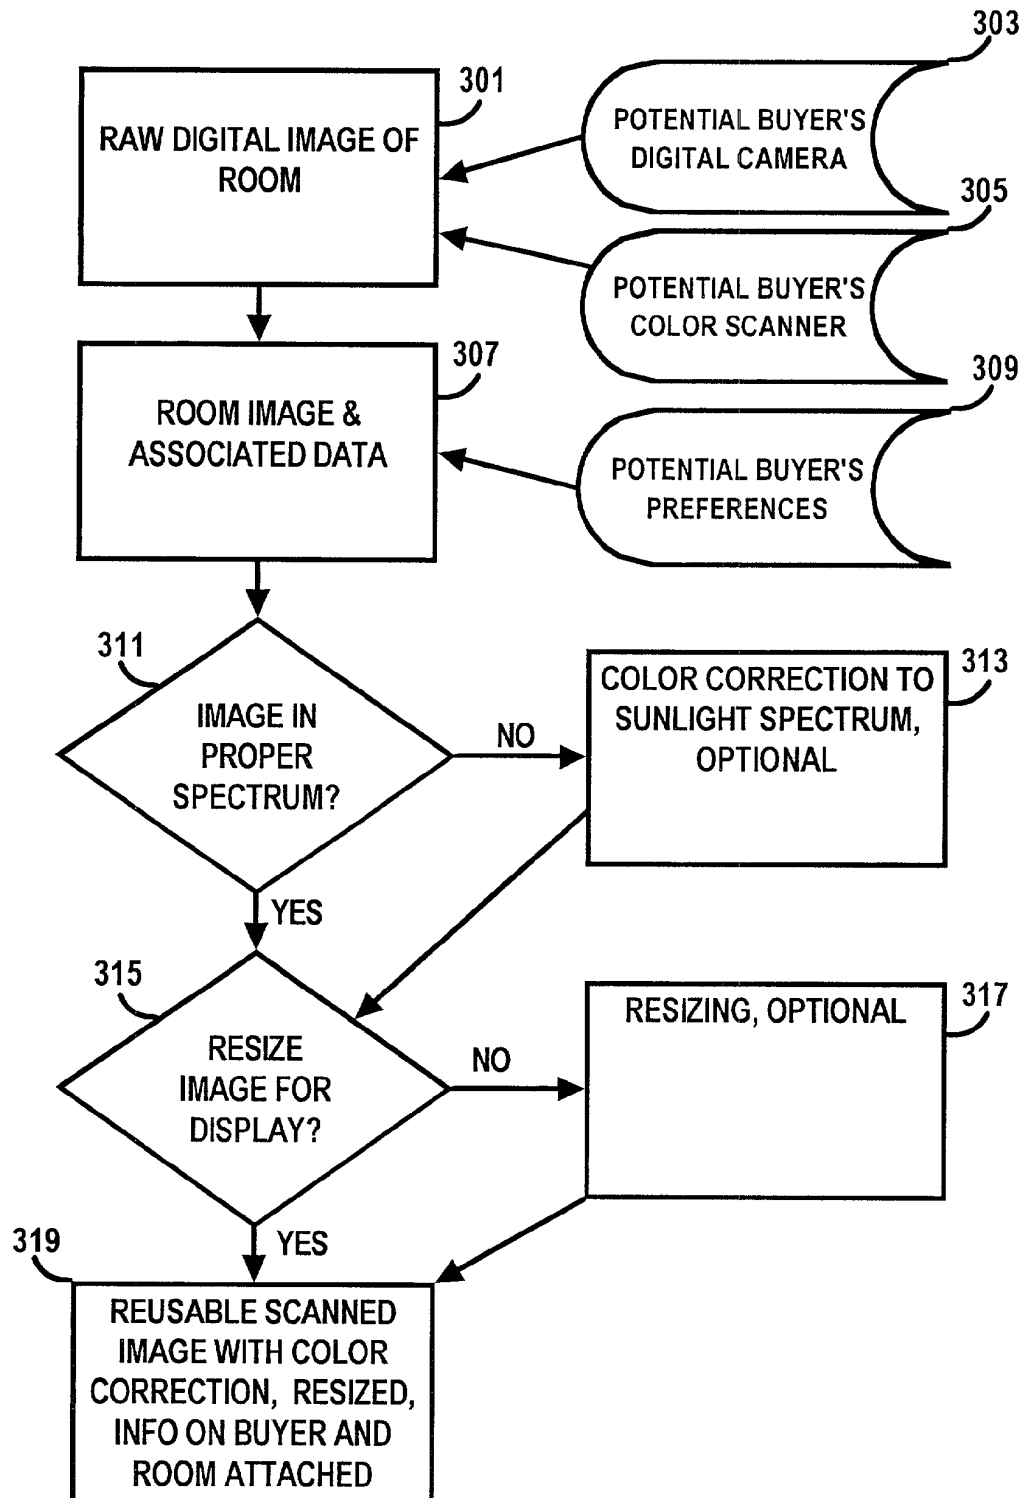 303
301
RAW DIGITAL IMAGE OF
ROOM
POTENTIAL BUYER'S
DIGITAL CAMERA
305
POTENTIAL BUYER'S
COLOR SCANNER
307
ROOM IMAGE &
ASSOCIATED DATA
309
POTENTIAL BUYER'S
PREFERENCES
311
IMAGE IN
PROPER
SPECTRUM?
NO
313
COLOR CORRECTION TO
SUNLIGHT SPECTRUM,
OPTIONAL
YES
315
RESIZE
IMAGE FOR
DISPLAY?
NO
317
RESIZING, OPTIONAL
YES
319
REUSABLE SCANNED
IMAGE WITH COLOR
CORRECTION, RESIZED,
INFO ON BUYER AND
ROOM ATTACHED